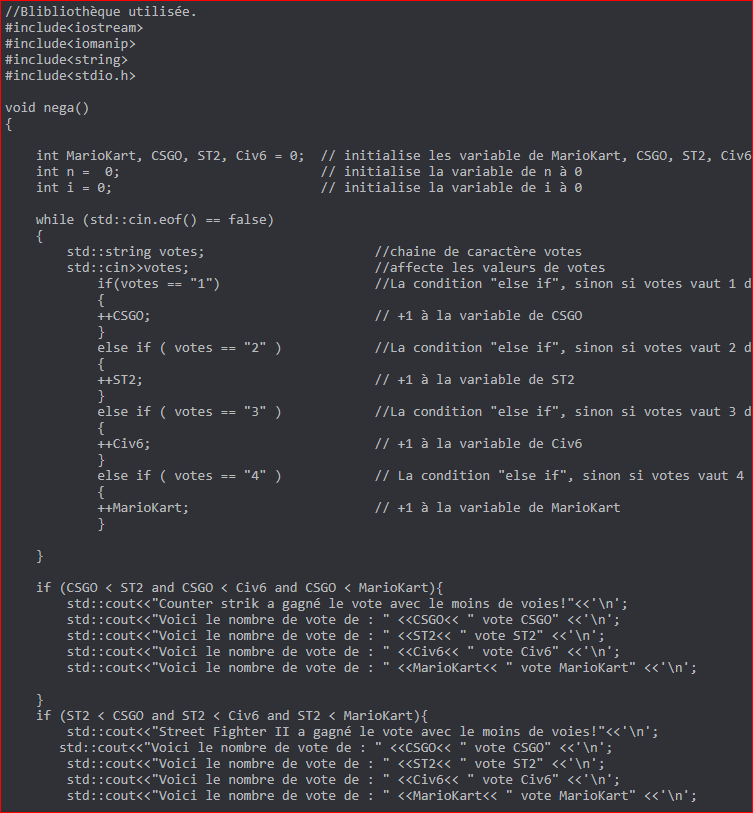 //Blibliothèque utilisée.
#include<iostream>
#include<iomanip>
#include<string>
#include<stdio.h>
void nega()
{
int MarioKart, CSGO, ST2, Civ6 = 0;  // initialise les variable de MarioKart, CSGO, ST2, Civ6
int n =  0;  // initialise la variable de n à 0
int i = 0;  // initialise la variable de i à 0
while (std::cin.eof() == false)
{
std::string votes;  //chaine de caractère votes
std::cin>>votes;  //affecte les valeurs de votes
if(votes == "1")  //La condition "else if", sinon si votes vaut 1 d
{
++CSGO;  // +1 à la variable de CSGO
}
else if ( votes == "2" )  //La condition "else if", sinon si votes vaut 2 d
{
++ST2;  // +1 à la variable de ST2
}
else if ( votes == "3" )  //La condition "else if", sinon si votes vaut 3 d
{
++Civ6;  // +1 à la variable de Civ6
}
else if ( votes == "4" )  // La condition "else if", sinon si votes vaut 4
{
++MarioKart;  // +1 à la variable de MarioKart
}
}
if (CSGO < ST2 and CSGO < Civ6 and CSGO < MarioKart){
std::cout<<"Counter strik a gagné le vote avec le moins de voies!"<<'\n';
std::cout<<"Voici le nombre de vote de : " <<CSGO<< " vote CSGO" <<'\n';
std::cout<<"Voici le nombre de vote de : " <<ST2<< " vote ST2" <<'\n';
std::cout<<"Voici le nombre de vote de : " <<Civ6<< " vote Civ6" <<'\n';
std::cout<<"Voici le nombre de vote de : " <<MarioKart<< " vote MarioKart" <<'\n';
}
if (ST2 < CSGO and ST2 < Civ6 and ST2 < MarioKart){
std::cout<<"Street Fighter II a gagné le vote avec le moins de voies!"<<'\n';
std::cout<<"Voici le nombre de vote de : " <<CSGO<< " vote CSGO" <<'\n';
std::cout<<"Voici le nombre de vote de : " <<ST2<< " vote ST2" <<'\n';
std::cout<<"Voici le nombre de vote de : " <<Civ6<< " vote Civ6" <<'\n';
std::cout<<"Voici le nombre de vote de : " <<MarioKart<< " vote MarioKart" <<'\n';